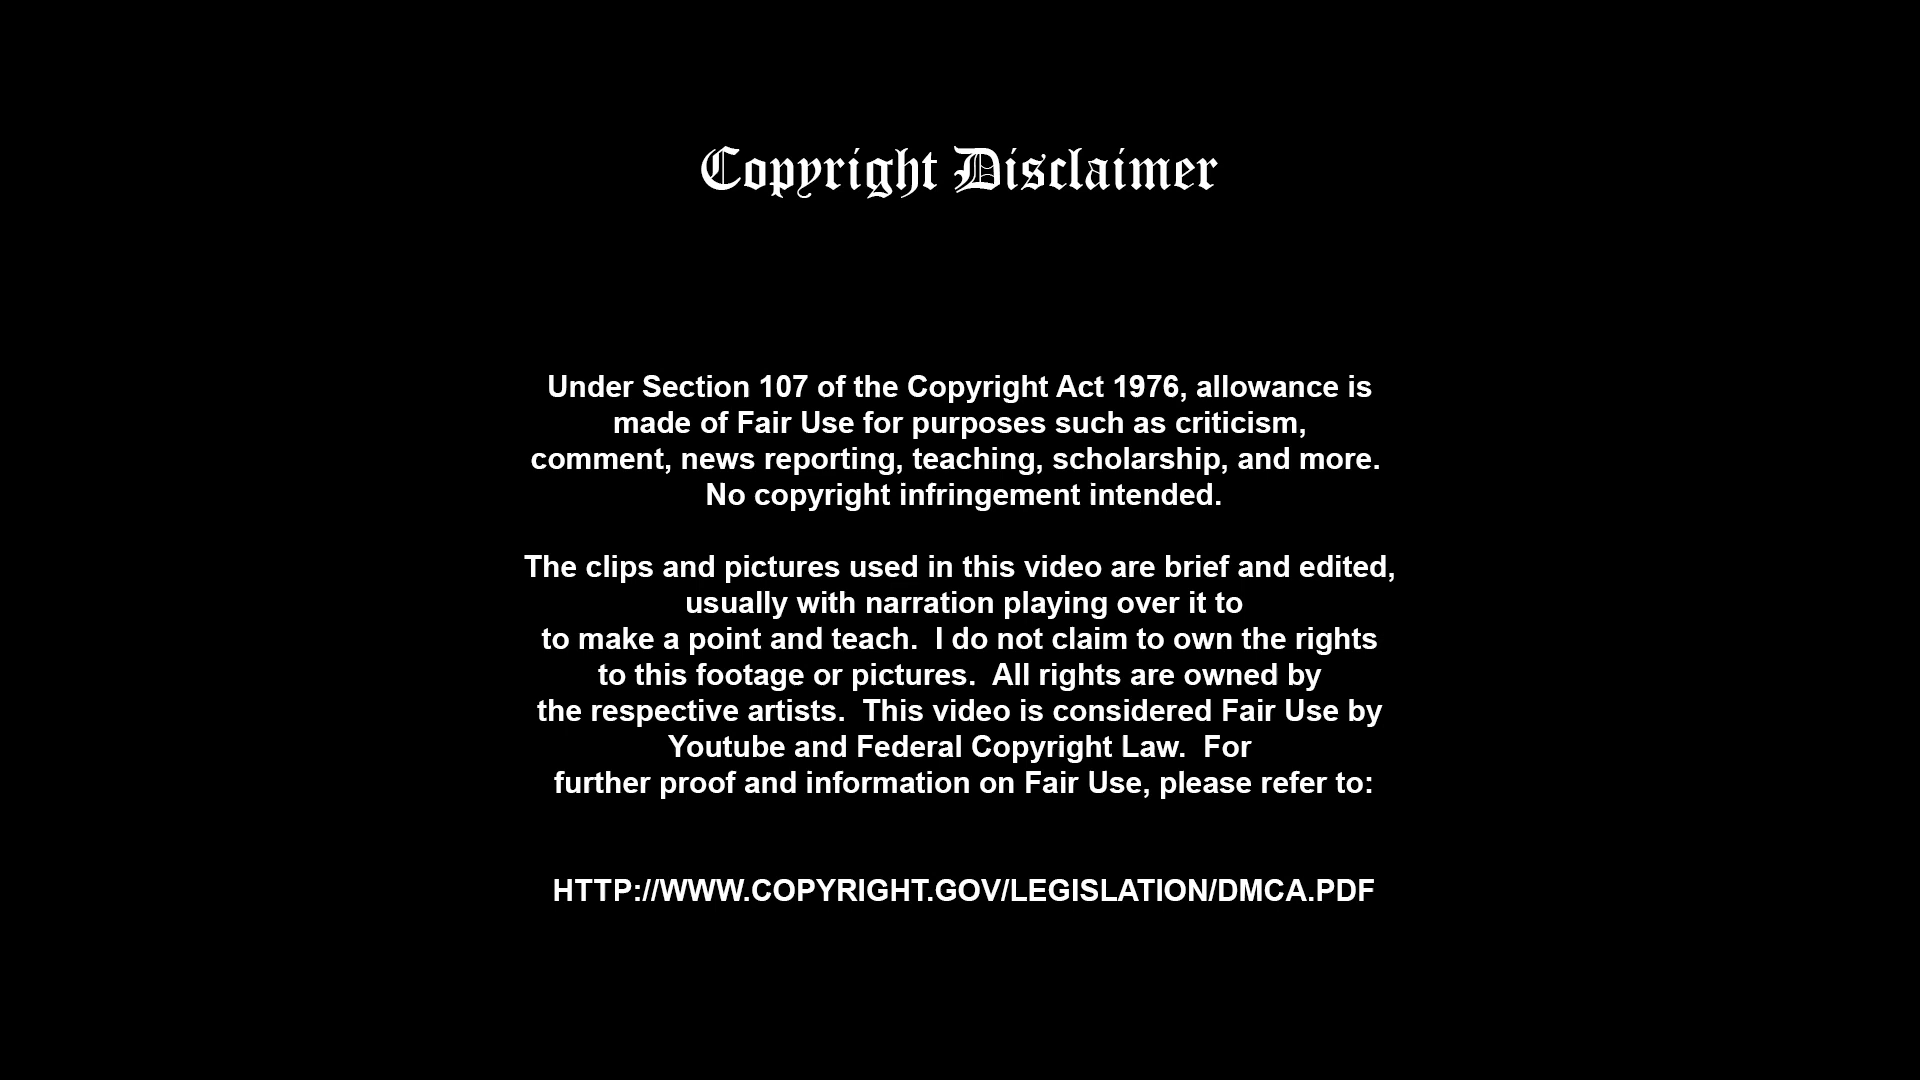 Copyright Disclaimer
Under Section 107 of the Copyright Act 1976, allowance is
made of Fair Use for purposes such as criticism,
comment, news reporting, teaching, scholarship, and more.
No copyright infringement intended.
The clips and pictures used in this video are brief and edited,
usually with narration playing over it to
to make a point and teach.  I do not claim to own the rights
to this footage or pictures.  All rights are owned by
the respective artists.  This video is considered Fair Use by
Youtube and Federal Copyright Law.  For
further proof and information on Fair Use, please refer to:
HTTP://WWW.COPYRIGHT.GOV/LEGISLATION/DMCA.PDF